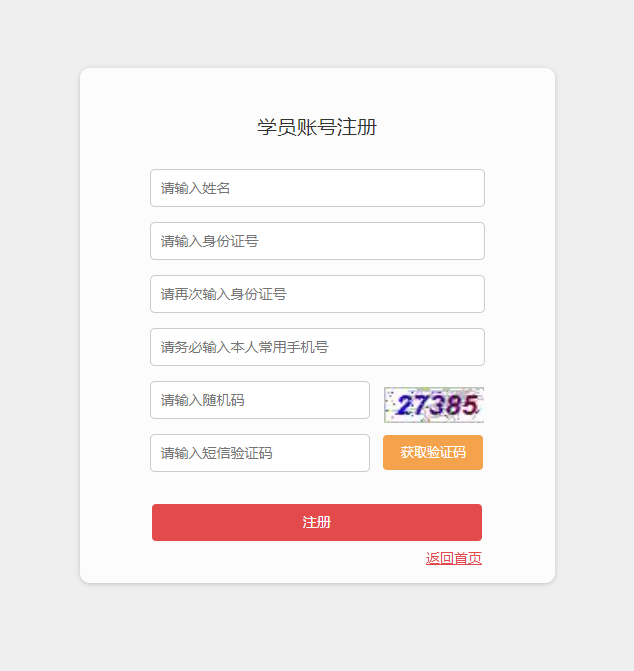 学员账号注册
请输入姓名
请输入身份证号
请再次输入身份证号
请务必输入本人常用手机号
请输入随机码
27385
请输入短信验证码
获取验证码
注册
返回首页